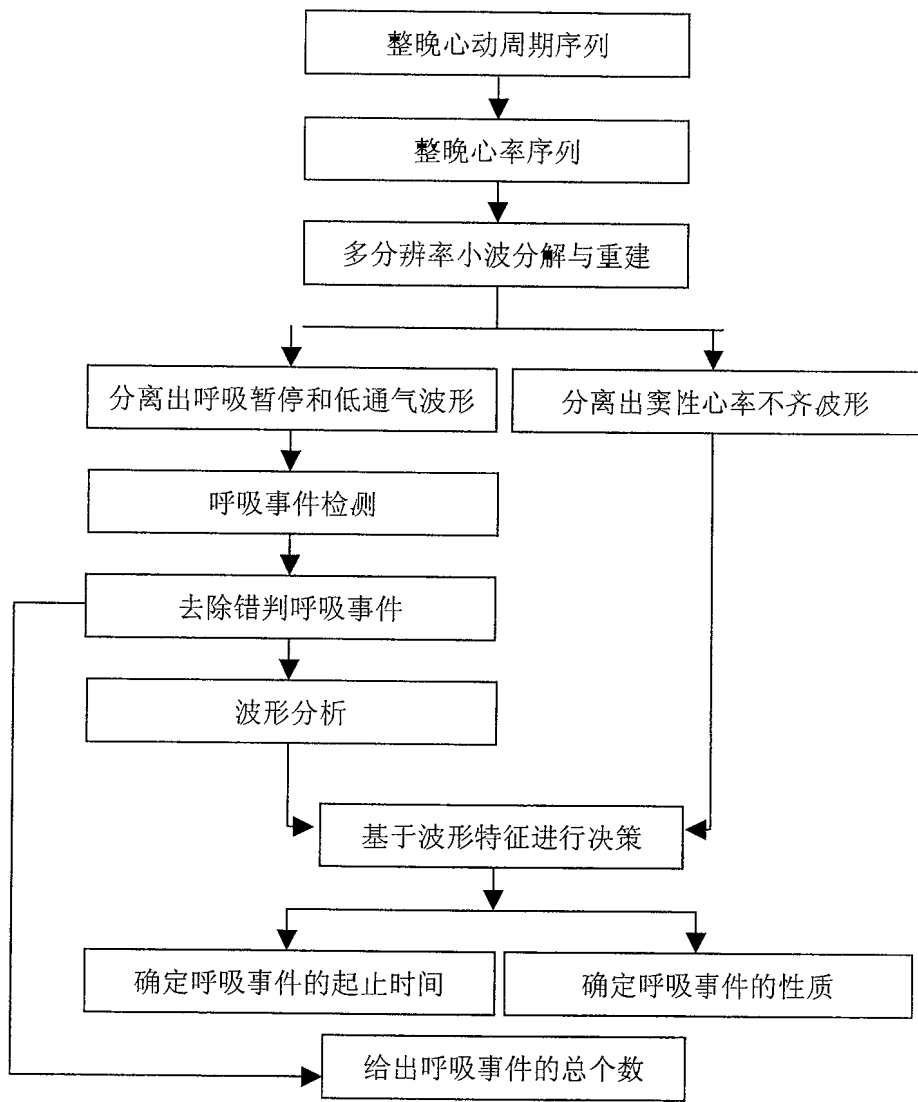 整晚心动周期序列
整晚心率序列
多分辨率小波分解与重建
分离出呼吸暂停和低通气波形
分离出窦性心率不齐波形
呼吸事件检测
去除错判呼吸事件
波形分析
基于波形特征进行决策
确定呼吸事件的起止时间
确定呼吸事件的性质
给出呼吸事件的总个数